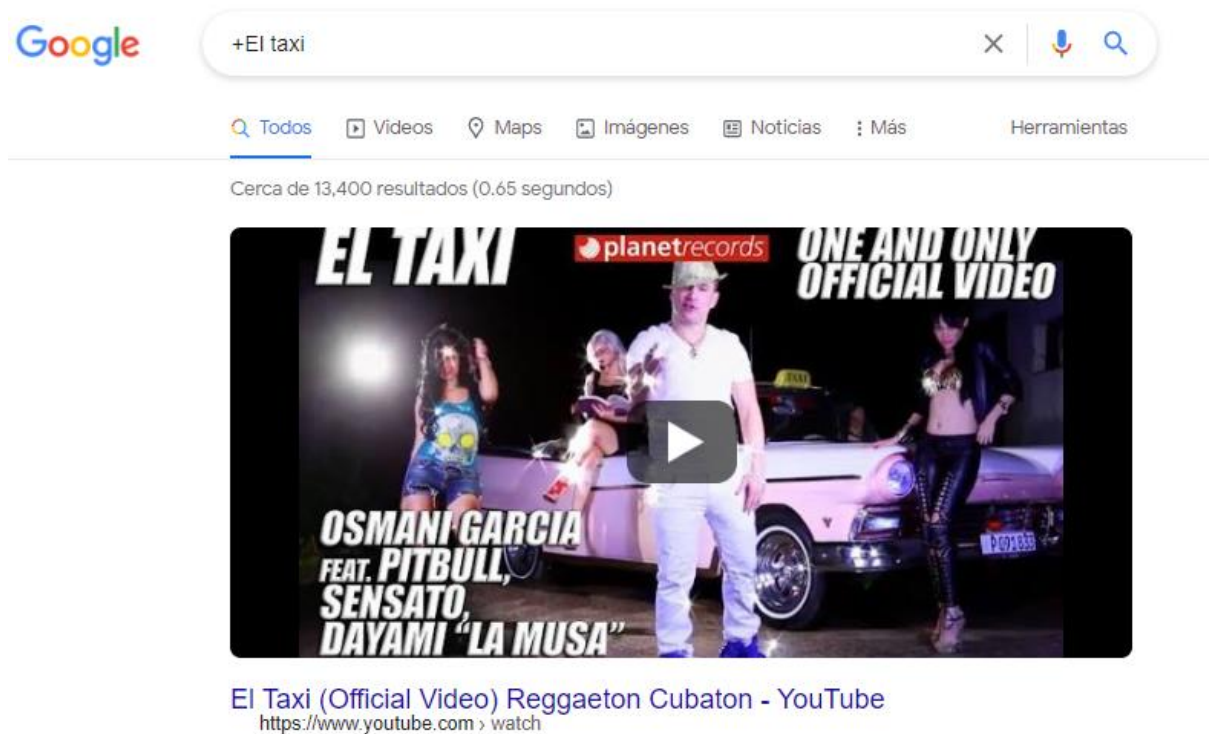 Google
+El taxi
Todos Videos Maps Imágenes Noticias Más Herramientas
Cerca de 13,400 resultados (0.65 segundos)
EL TAXI
planetrecords
ONE AND ONLY
OFFICIAL VIDEO
TAXI
OSMANI GARCIA
FEAT. PITBULL,
SENSATO,
DAYAMI “LA MUSA”
El Taxi (Official Video) Reggaeton Cubaton - YouTube
https://www.youtube.com › watch